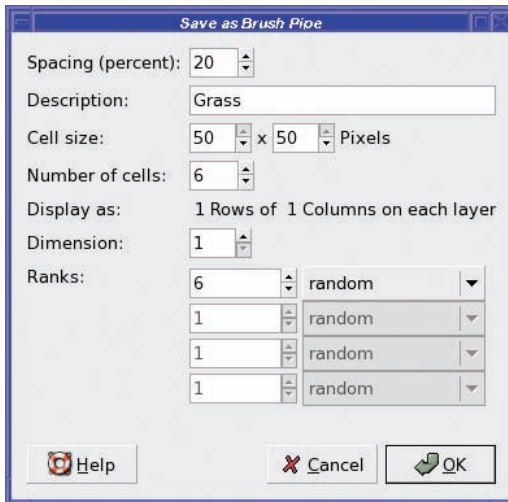 Save as Brush Pipe
Spacing (percent): 20
Description: Grass
Cell size: 50 x 50 Pixels
Number of cells: 6
Display as: 1 Rows of 1 Columns on each layer
Dimension: 1
Ranks: 6 random
1 random
1 random
1 random
Help Cancel OK